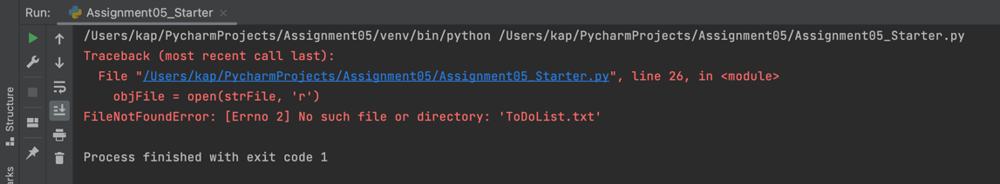 Run: Assignment05_Starter ×
/Users/kap/PycharmProjects/Assignment05/venv/bin/python /Users/kap/PycharmProjects/Assignment05/Assignment05_Starter.py
Traceback (most recent call last):
  File "/Users/kap/PycharmProjects/Assignment05/Assignment05_Starter.py", line 26, in <module>
    objFile = open(strFile, 'r')
FileNotFoundError: [Errno 2] No such file or directory: 'ToDoList.txt'
Process finished with exit code 1
Structure
arks